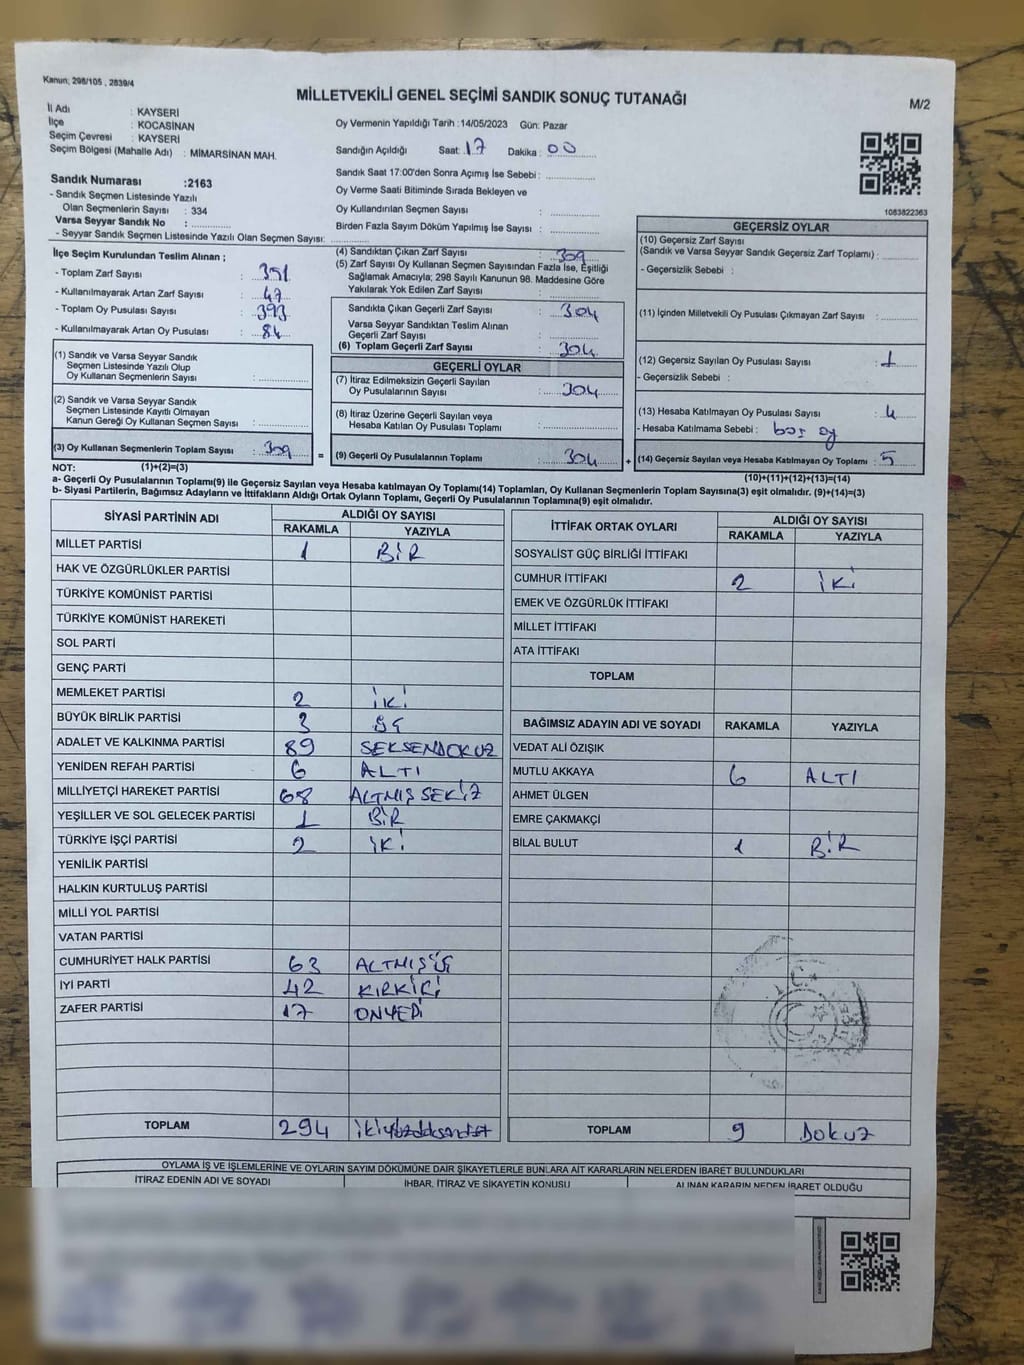 Kanun; 298/105 , 2839/4
MİLLETVEKİLİ GENEL SEÇİMİ SANDIK SONUÇ TUTANAĞI
M/2
İl Adı : KAYSERİ
İlçe : KOCASİNAN
Seçim Çevresi : KAYSERİ
Seçim Bölgesi (Mahalle Adı) : MİMARSİNAN MAH.
Sandık Numarası :2163
- Sandık Seçmen Listesinde Yazılı
Olan Seçmenlerin Sayısı : 334
Varsa Seyyar Sandık No :
- Seyyar Sandık Seçmen Listesinde Yazılı Olan Seçmen Sayısı:
Oy Vermenin Yapıldığı Tarih :14/05/2023 Gün: Pazar
Sandığın Açıldığı Saat: 17 Dakika : 00
Sandık Saat 17:00'den Sonra Açımış İse Sebebi :
Oy Verme Saati Bitiminde Sırada Bekleyen ve
Oy Kullandırılan Seçmen Sayısı :
Birden Fazla Sayım Döküm Yapılmış İse Sayısı :
1083822363
İlçe Seçim Kurulundan Teslim Alınan ;
- Toplam Zarf Sayısı : 351
- Kullanılmayarak Artan Zarf Sayısı : 42
- Toplam Oy Pusulası Sayısı : 393
- Kullanılmayarak Artan Oy Pusulası : 84
(1) Sandık ve Varsa Seyyar Sandık
Seçmen Listesinde Yazılı Olup
Oy Kullanan Seçmenlerin Sayısı :
(2) Sandık ve Varsa Seyyar Sandık
Seçmen Listesinde Kayıtlı Olmayan
Kanun Gereği Oy Kullanan Seçmen Sayısı :
(3) Oy Kullanan Seçmenlerin Toplam Sayısı : 309
(4) Sandıktan Çıkan Zarf Sayısı : 309
(5) Zarf Sayısı Oy Kullanan Seçmen Sayısından Fazla İse, Eşitliği
Sağlamak Amacıyla; 298 Sayılı Kanunun 98. Maddesine Göre
Yakılarak Yok Edilen Zarf Sayısı :
Sandıkta Çıkan Geçerli Zarf Sayısı : 304
Varsa Seyyar Sandıktan Teslim Alınan
Geçerli Zarf Sayısı :
(6) Toplam Geçerli Zarf Sayısı : 304
GEÇERLİ OYLAR
(7) İtiraz Edilmeksizin Geçerli Sayılan
Oy Pusulalarının Sayısı : 304
(8) İtiraz Üzerine Geçerli Sayılan veya
Hesaba Katılan Oy Pusulası Toplamı :
= (9) Geçerli Oy Pusulalarının Toplamı : 304 +
GEÇERSİZ OYLAR
(10) Geçersiz Zarf Sayısı
(Sandık ve Varsa Seyyar Sandık Geçersiz Zarf Toplamı) :
- Geçersizlik Sebebi :
(11) İçinden Milletvekili Oy Pusulası Çıkmayan Zarf Sayısı :
(12) Geçersiz Sayılan Oy Pusulası Sayısı : 1
- Geçersizlik Sebebi :
(13) Hesaba Katılmayan Oy Pusulası Sayısı : 4
- Hesaba Katılmama Sebebi : boş oy
(14) Geçersiz Sayılan veya Hesaba Katılmayan Oy Toplamı : 5
NOT: (1)+(2)=(3) (10)+(11)+(12)+(13)=(14)
a- Geçerli Oy Pusulalarının Toplamı(9) ile Geçersiz Sayılan veya Hesaba Katılmayan Oy Toplamı(14) Toplamları, Oy Kullanan Seçmenlerin Toplam Sayısına(3) eşit olmalıdır. (9)+(14)=(3)
b- Siyasi Partilerin, Bağımsız Adayların ve İttifakların Aldığı Ortak Oyların Toplamı, Geçerli Oy Pusulalarının Toplamına(9) eşit olmalıdır.
SİYASİ PARTİNİN ADI ALDIĞI OY SAYISI
RAKAMLA YAZIYLA
MİLLET PARTİSİ 1 BİR
HAK VE ÖZGÜRLÜKLER PARTİSİ
TÜRKİYE KOMÜNİST PARTİSİ
TÜRKİYE KOMÜNİST HAREKETİ
SOL PARTİ
GENÇ PARTİ
MEMLEKET PARTİSİ 2 İKİ
BÜYÜK BİRLİK PARTİSİ 3 üç
ADALET VE KALKINMA PARTİSİ 89 SEKSENDOKUZ
YENİDEN REFAH PARTİSİ 6 ALTI
MİLLİYETÇİ HAREKET PARTİSİ 68 ALTMIŞ SEKİZ
YEŞİLLER VE SOL GELECEK PARTİSİ 1 BİR
TÜRKİYE İŞÇİ PARTİSİ 2 İKİ
YENİLİK PARTİSİ
HALKIN KURTULUŞ PARTİSİ
MİLLİ YOL PARTİSİ
VATAN PARTİSİ
CUMHURİYET HALK PARTİSİ 63 ALTMIŞÜÇ
İYİ PARTİ 42 KIRKİKİ
ZAFER PARTİSİ 17 ONYEDİ
TOPLAM 294
İTTİFAK ORTAK OYLARI ALDIĞI OY SAYISI
RAKAMLA YAZIYLA
SOSYALİST GÜÇ BİRLİĞİ İTTİFAKI
CUMHUR İTTİFAKI 2 İKİ
EMEK VE ÖZGÜRLÜK İTTİFAKI
MİLLET İTTİFAKI
ATA İTTİFAKI
TOPLAM
BAĞIMSIZ ADAYIN ADI VE SOYADI RAKAMLA YAZIYLA
VEDAT ALİ ÖZIŞIK
MUTLU AKKAYA 6 ALTI
AHMET ÜLGEN
EMRE ÇAKMAKÇİ
BİLAL BULUT 1 BİR
T.C.
TOPLAM 9 DOKUZ
OYLAMA İŞ VE İŞLEMLERİNE VE OYLARIN SAYIM DÖKÜMÜNE DAİR ŞİKAYETLERLE BUNLARA AİT KARARLARIN NELERDEN İBARET BULUNDUKLARI
İTİRAZ EDENİN ADI VE SOYADI İHBAR, İTİRAZ VE ŞİKAYETİN KONUSU ALINAN KARARIN NEDEN İBARET OLDUĞU